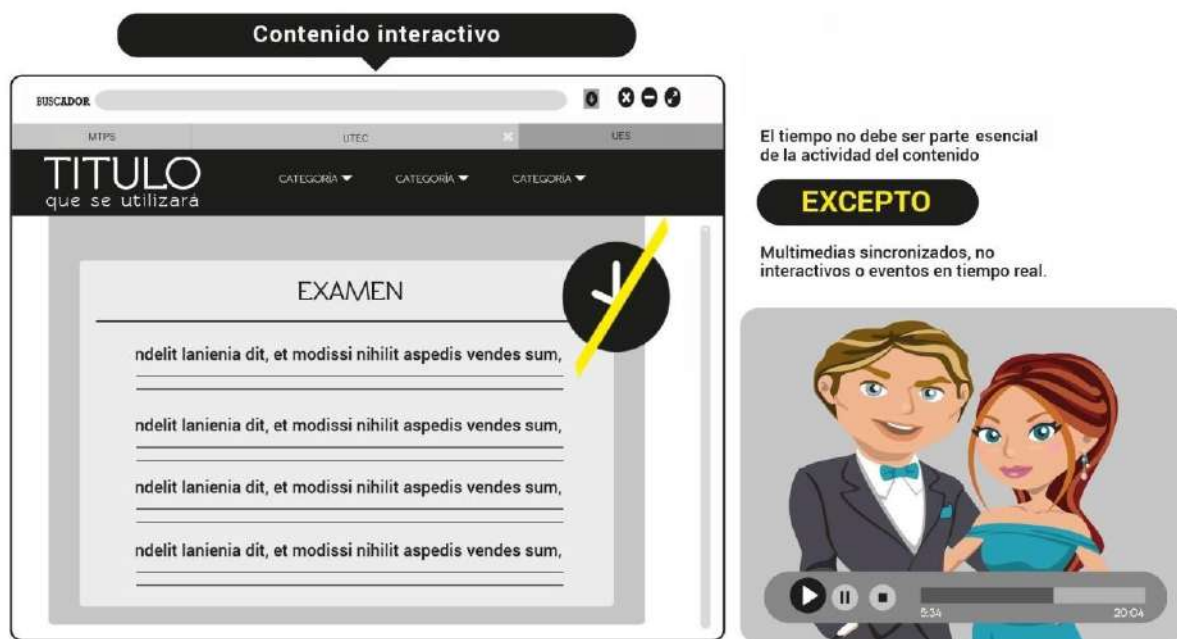 Contenido interactivo
BUSCADOR
MTPS
UTEC
UES
TITULO
que se utilizará
CATEGORÍA
CATEGORÍA
CATEGORÍA
EXAMEN
ndelit lanienia dit, et modissi nihilit aspedis vendes sum,
ndelit lanienia dit, et modissi nihilit aspedis vendes sum,
ndelit lanienia dit, et modissi nihilit aspedis vendes sum,
ndelit lanienia dit, et modissi nihilit aspedis vendes sum,
El tiempo no debe ser parte esencial
de la actividad del contenido
EXCEPTO
Multimedias sincronizados, no
interactivos o eventos en tiempo real.
5:34
20:04